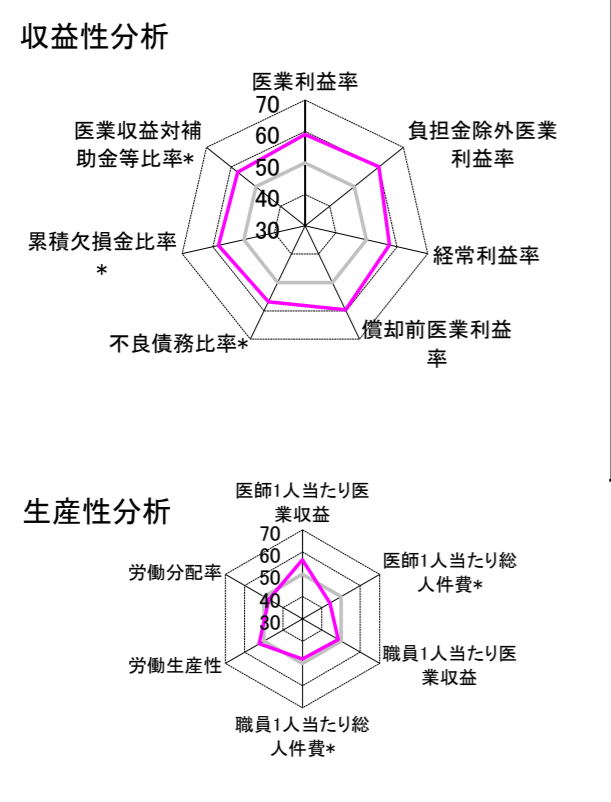 収益性分析
医業利益率
70
60
50
40
30
負担金除外医業
利益率
経常利益率
償却前医業利益
率
不良債務比率*
累積欠損金比率
*
医業収益対補
助金等比率*
生産性分析
医師1人当たり医
業収益
70
60
50
40
30
医師1人当たり総
人件費*
職員1人当たり医
業収益
職員1人当たり総
人件費*
労働生産性
労働分配率